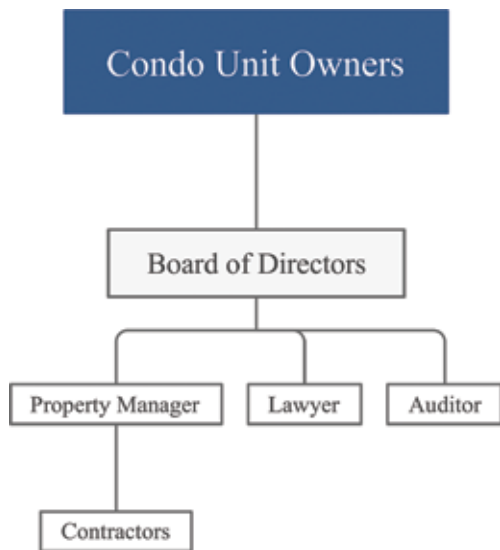 Condo Unit Owners
Board of Directors
Property Manager
Lawyer
Auditor
Contractors